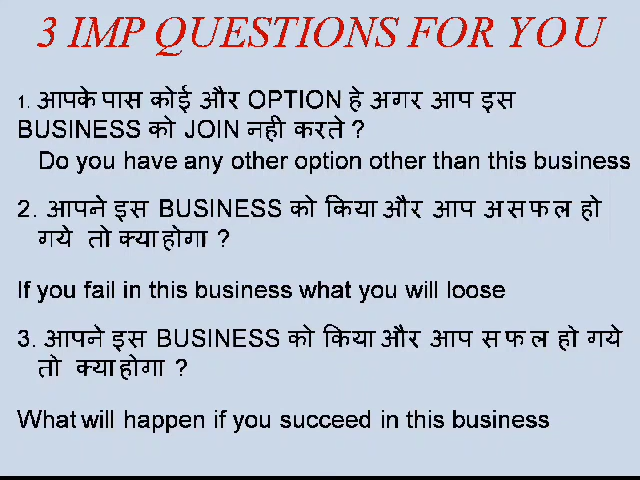 3 IMP QUESTIONS FOR YOU
1. आपके पास कोई और OPTION हे अगर आप इस
BUSINESS को JOIN नही करते ?
Do you have any other option other than this business
2. आपने इस BUSINESS को किया और आप असफल हो
गये तो क्या होगा ?
If you fail in this business what you will loose
3. आपने इस BUSINESS को किया और आप सफल हो गये
तो क्या होगा ?
What will happen if you succeed in this business